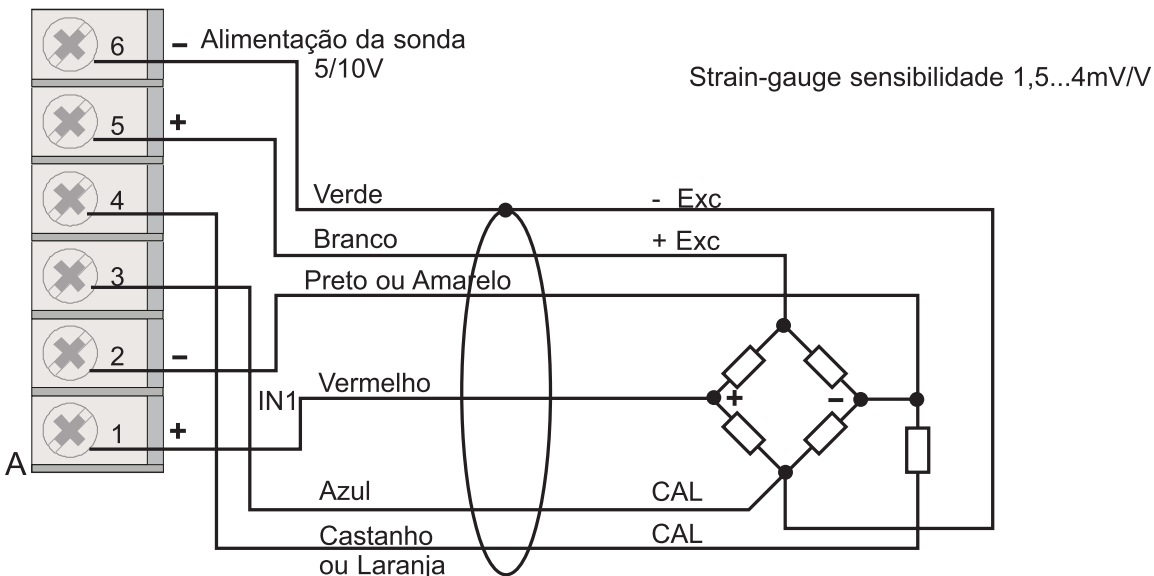 6
– Alimentação da sonda
5/10V
Strain-gauge sensibilidade 1,5...4mV/V
5
+
4
Verde
- Exc
Branco
+ Exc
3
Preto ou Amarelo
2
–
Vermelho
IN1
+
–
1
+
A
Azul
CAL
Castanho
ou Laranja
CAL